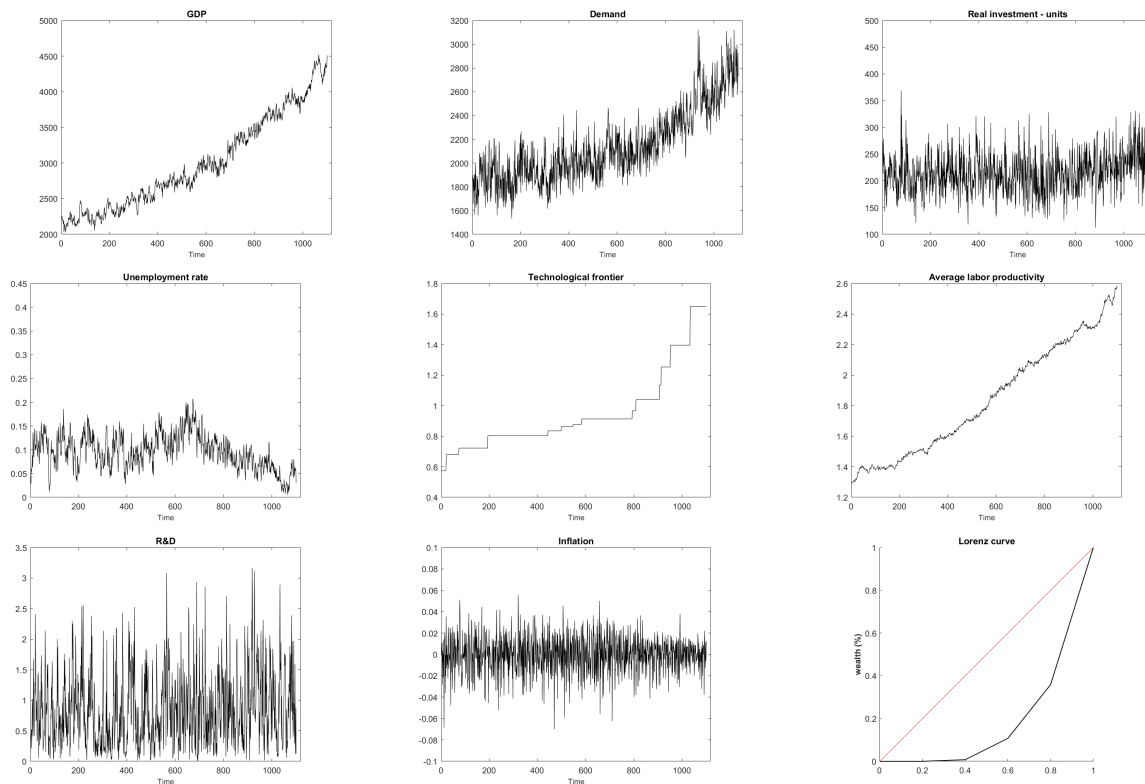 GDP
5000
4500
4000
3500
3000
2500
2000
0 200 400 600 800 1000
Time
Demand
3200
3000
2800
2600
2400
2200
2000
1800
1600
1400
0 200 400 600 800 1000
Time
Real investment - units
500
450
400
350
300
250
200
150
100
0 200 400 600 800 1000
Time
Unemployment rate
0.45
0.4
0.35
0.3
0.25
0.2
0.15
0.1
0.05
0
0 200 400 600 800 1000
Time
Technological frontier
1.8
1.6
1.4
1.2
1
0.8
0.6
0.4
0 200 400 600 800 1000
Time
Average labor productivity
2.6
2.4
2.2
2
1.8
1.6
1.4
1.2
0 200 400 600 800 1000
Time
R&D
3.5
3
2.5
2
1.5
1
0.5
0
0 200 400 600 800 1000
Time
Inflation
0.1
0.08
0.06
0.04
0.02
0
-0.02
-0.04
-0.06
-0.08
-0.1
0 200 400 600 800 1000
Time
Lorenz curve
wealth (%)
1
0.8
0.6
0.4
0.2
0
0 0.2 0.4 0.6 0.8 1